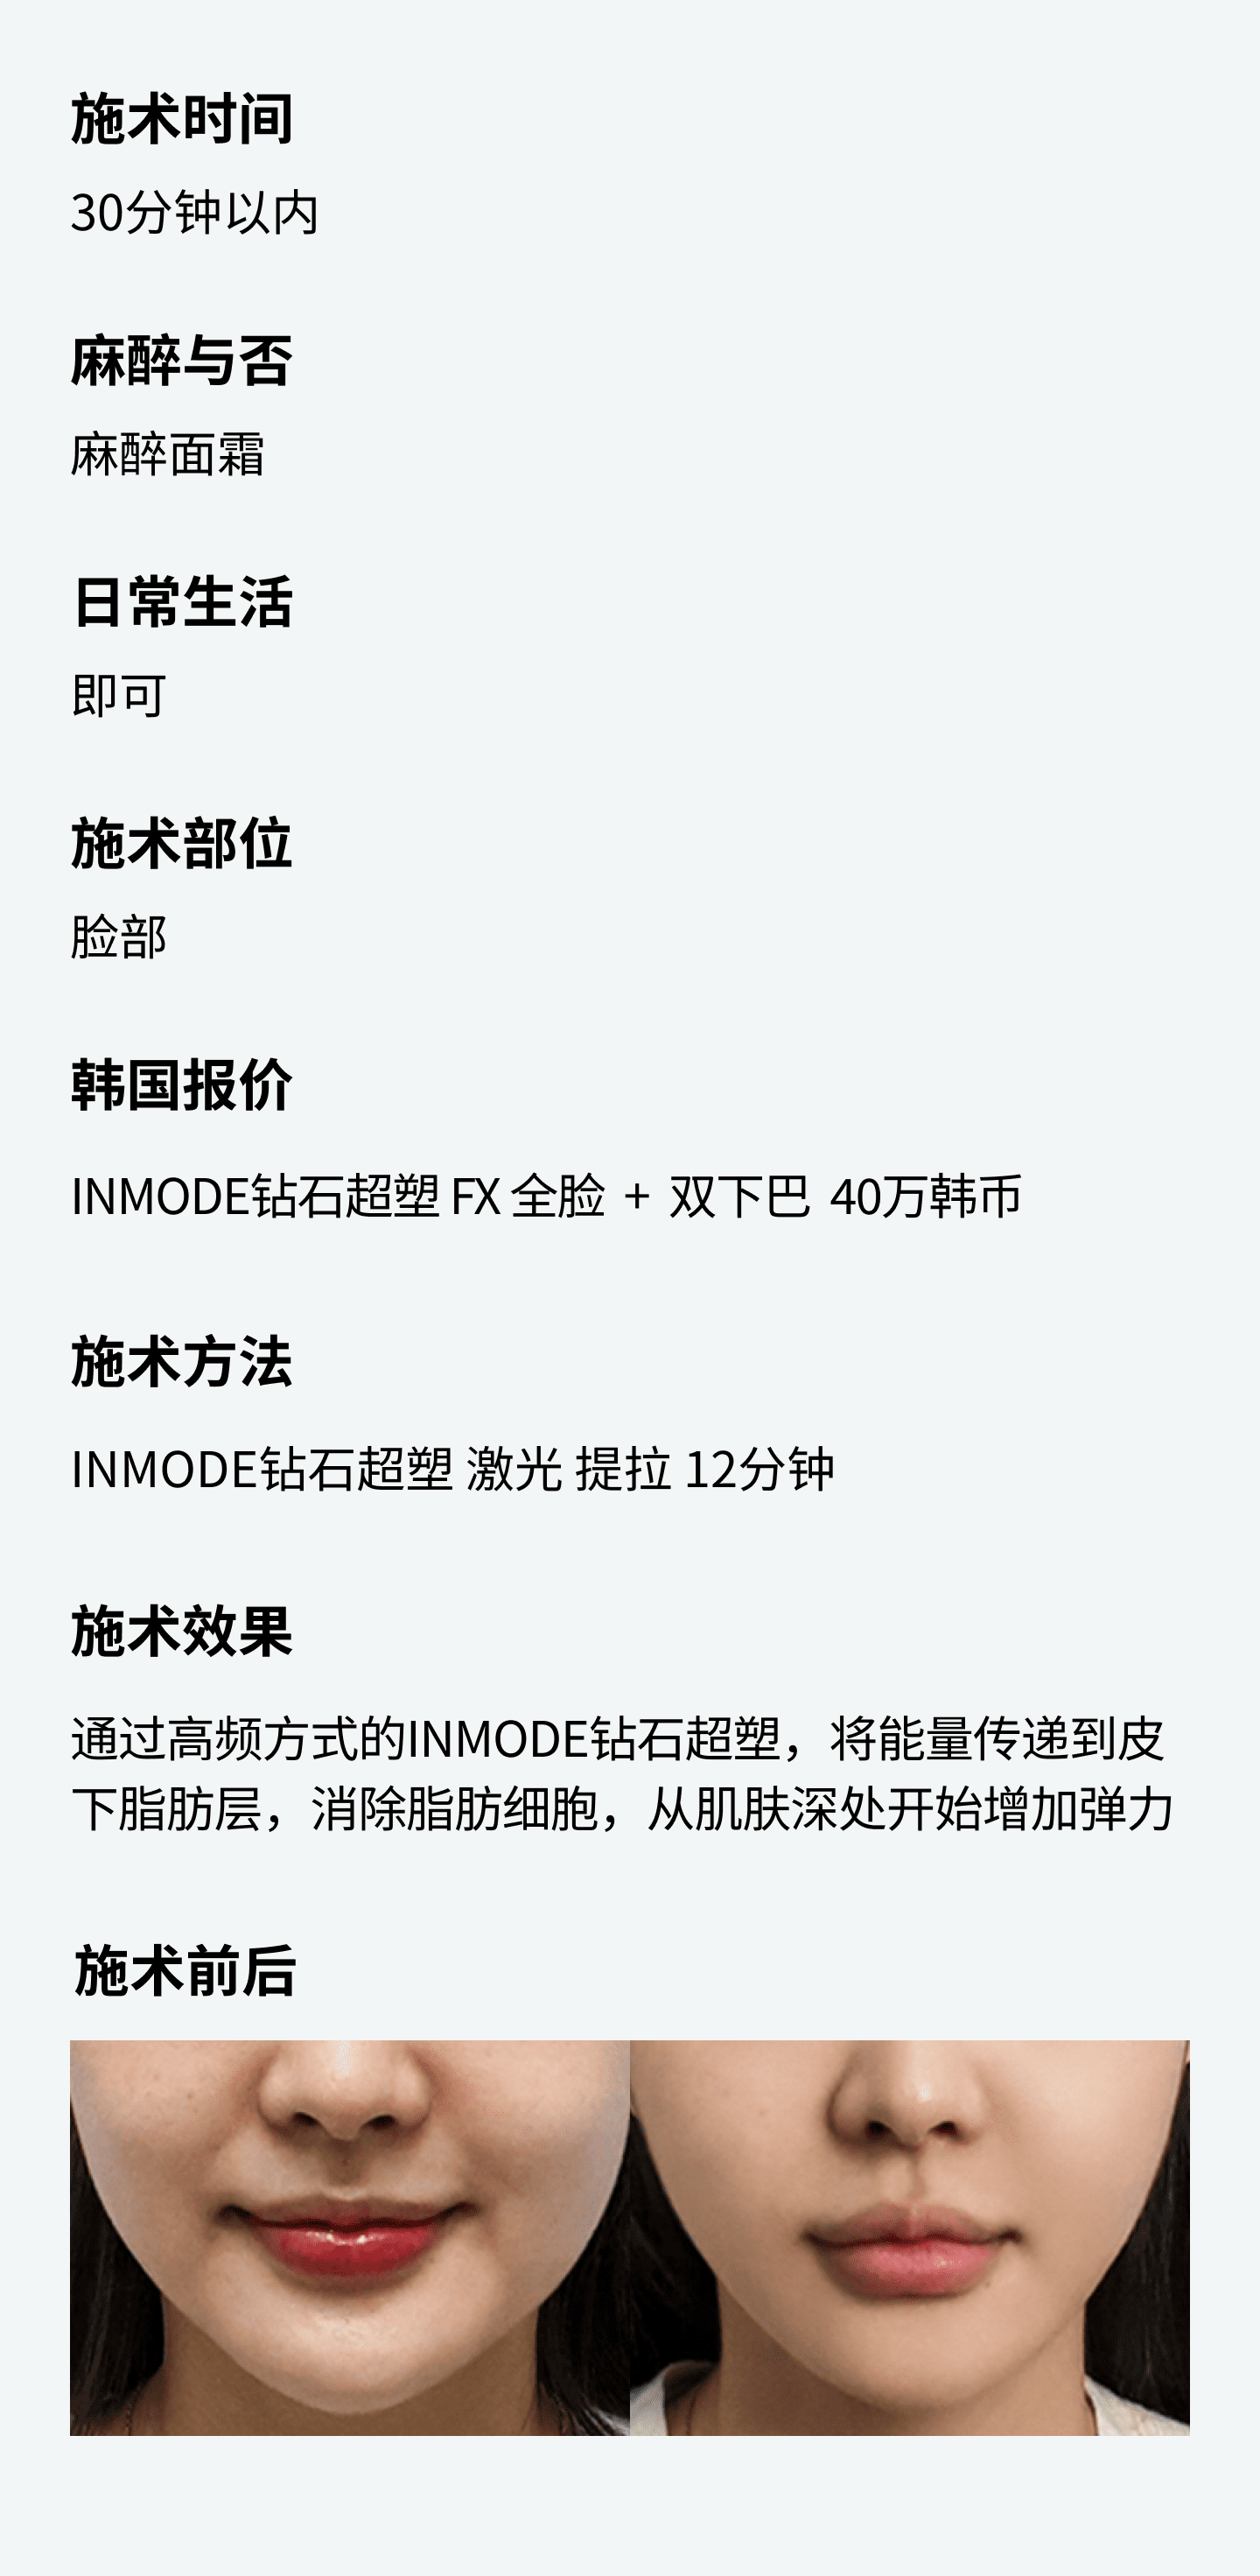 施术时间
30分钟以内
麻醉与否
麻醉面霜
日常生活
即可
施术部位
脸部
韩国报价
INMODE钻石超塑 FX 全脸 + 双下巴 40万韩币
施术方法
INMODE钻石超塑 激光 提拉 12分钟
施术效果
通过高频方式的INMODE钻石超塑，将能量传递到皮
下脂肪层，消除脂肪细胞，从肌肤深处开始增加弹力
施术前后